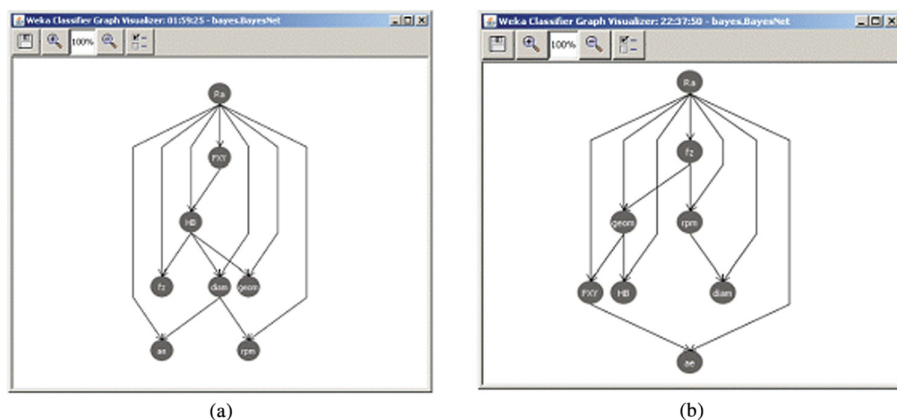 Weka Classifier Graph Visualizer: 01:59:25 - bayes.BayesNet
100%
Ra
FXY
HB
fz
diam
geom
ae
rpm
(a)
Weka Classifier Graph Visualizer: 22:37:50 - bayes.BayesNet
100%
Ra
fz
geom
rpm
FXY
HB
diam
ae
(b)